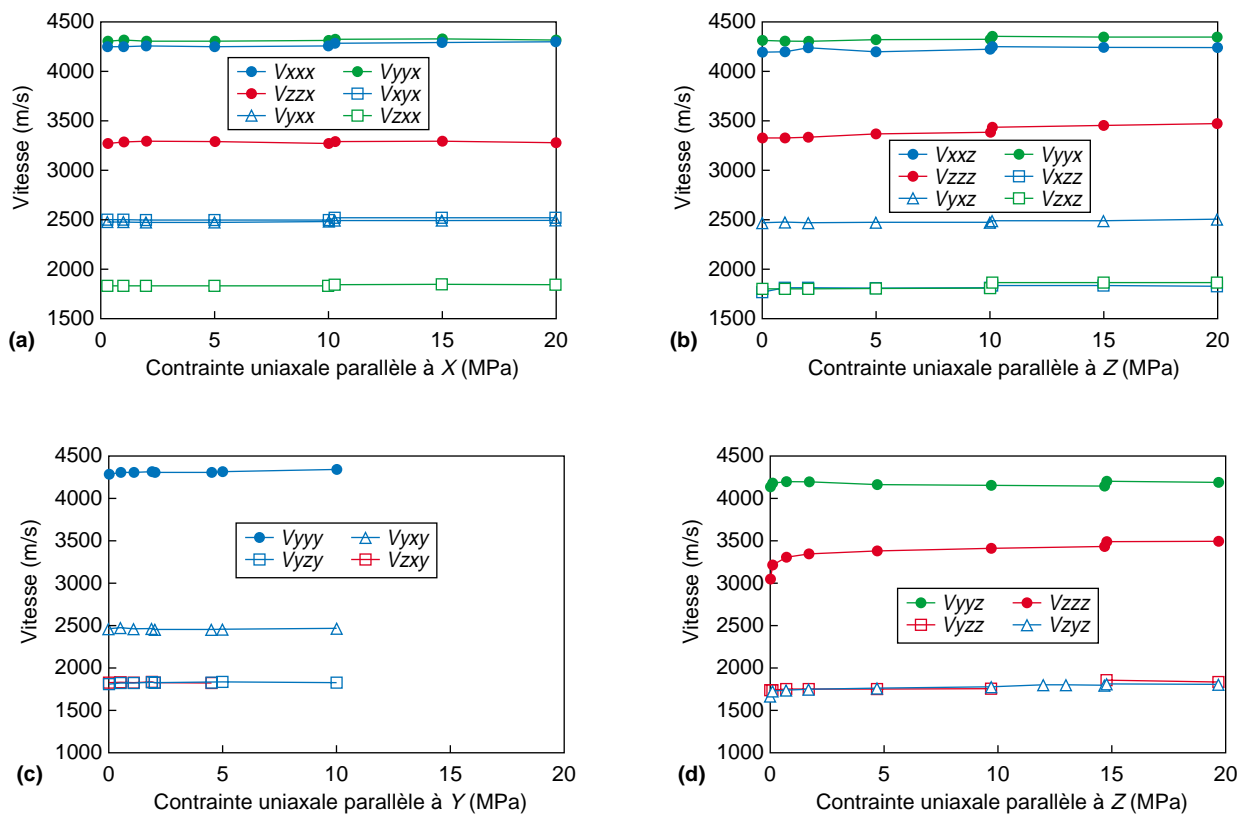 4500
4000
3500
3000
2500
2000
1500
Vitesse (m/s)
Vxxx Vyyx
Vzzx Vxyx
Vyxx Vzxx
0 5 10 15 20
(a)
Contrainte uniaxale parallèle à X (MPa)
4500
4000
3500
3000
2500
2000
1500
Vitesse (m/s)
Vxxz Vyyx
Vzzz Vxzz
Vyxz Vzxz
0 5 10 15 20
(b)
Contrainte uniaxale parallèle à Z (MPa)
4500
4000
3500
3000
2500
2000
1500
1000
Vitesse (m/s)
Vyyy Vyxy
Vyzy Vzxy
0 5 10 15 20
(c)
Contrainte uniaxale parallèle à Y (MPa)
4500
4000
3500
3000
2500
2000
1500
1000
Vitesse (m/s)
Vyyz Vzzz
Vyzz Vzyz
0 5 10 15 20
(d)
Contrainte uniaxale parallèle à Z (MPa)